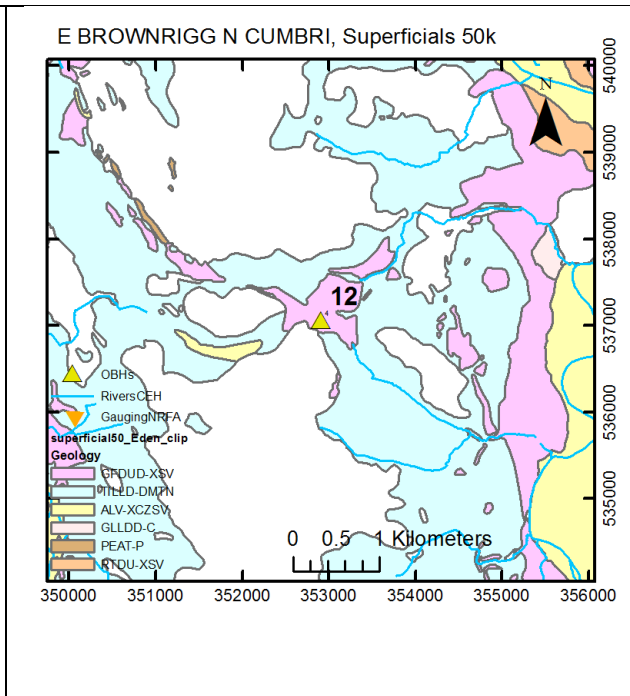 E BROWNRIGG N CUMBRI, Superficials 50k
N
540000
539000
538000
537000
536000
535000
12
4
OBHs
RiversCEH
GaugingNRFA
superficial50_Eden_clip
Geology
GFDUD-XSV
TILLD-DMTN
ALV-XCZSV
GLLDD-C
PEAT-P
RTDU-XSV
0 0.5 1 Kilometers
350000 351000 352000 353000 354000 355000 356000